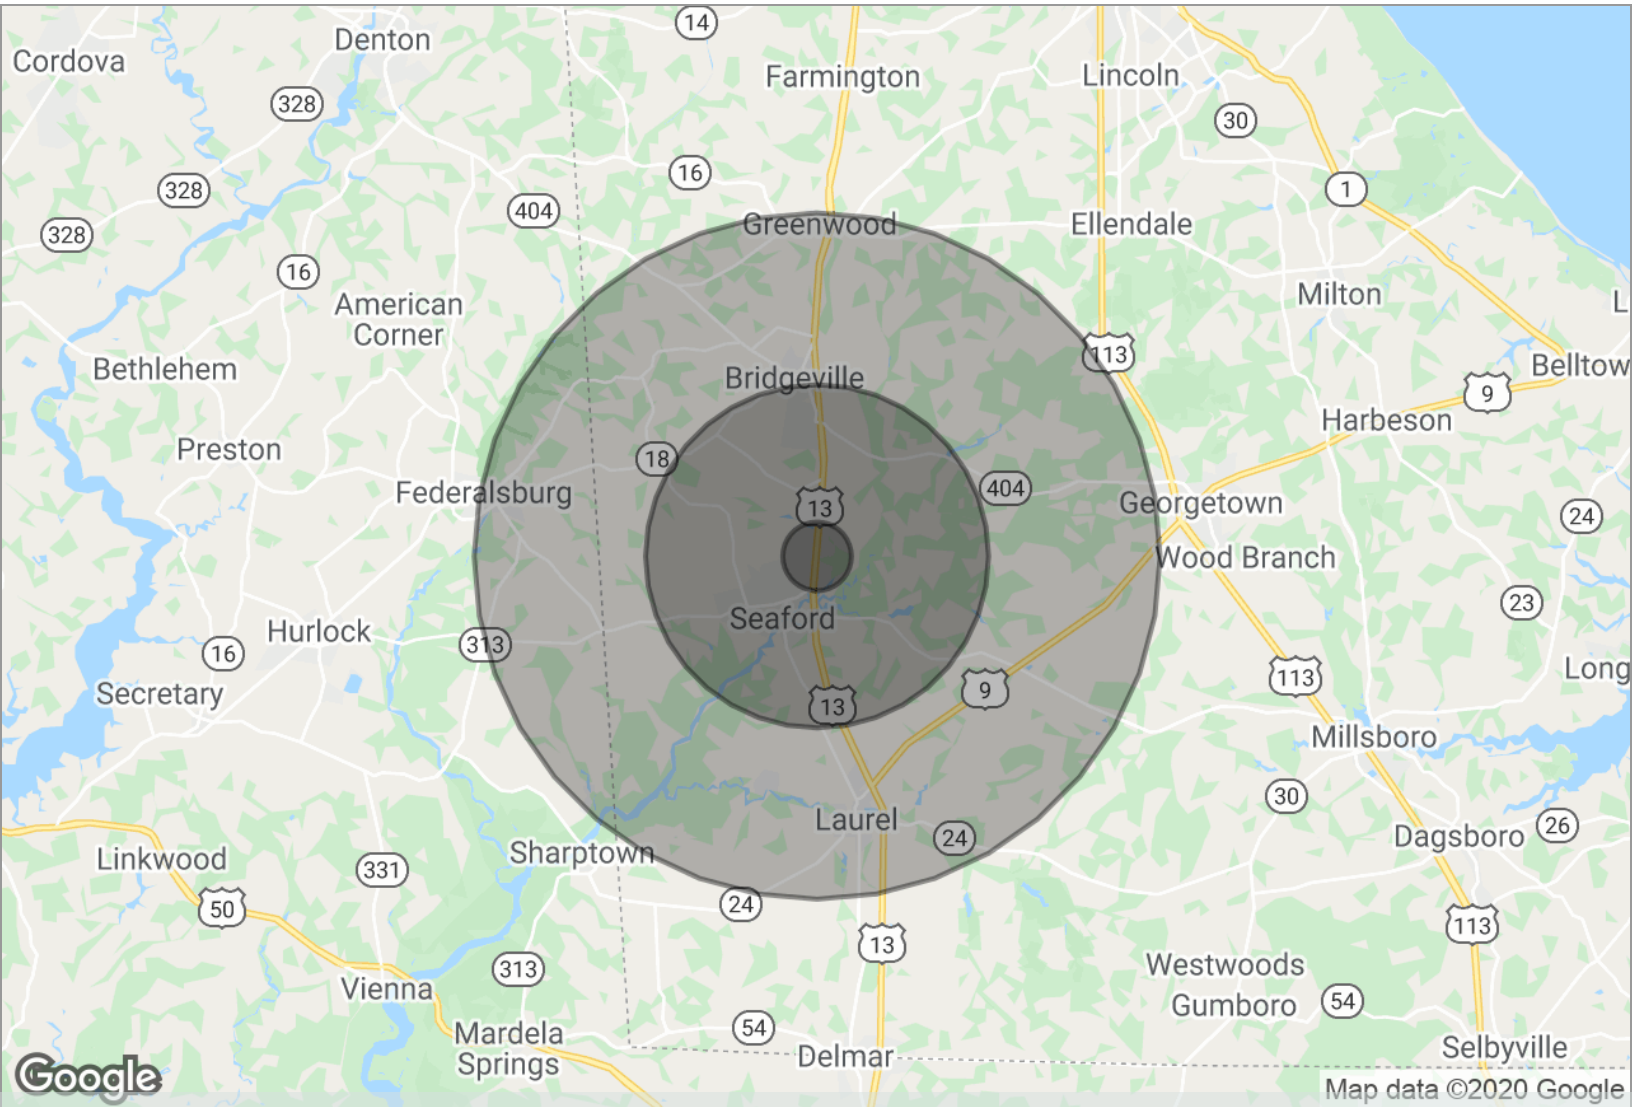 14
Denton
Cordova
Farmington
Lincoln
328
30
16
328
1
404
328
Greenwood
Ellendale
16
American
Corner
Milton
L
113
Bethlehem
Bridgeville
Belltow
9
Harbeson
Preston
18
Federalsburg
404
Georgetown
13
24
Wood Branch
23
Seaford
Hurlock
313
16
Secretary
9
113
Long
13
Millsboro
30
Laurel
24
26
Dagsboro
Sharptown
Linkwood
331
50
24
113
13
Westwoods
313
Vienna
Gumboro
54
54
Mardela
Springs
Delmar
Selbyville
Google
Map data ©2020 Google